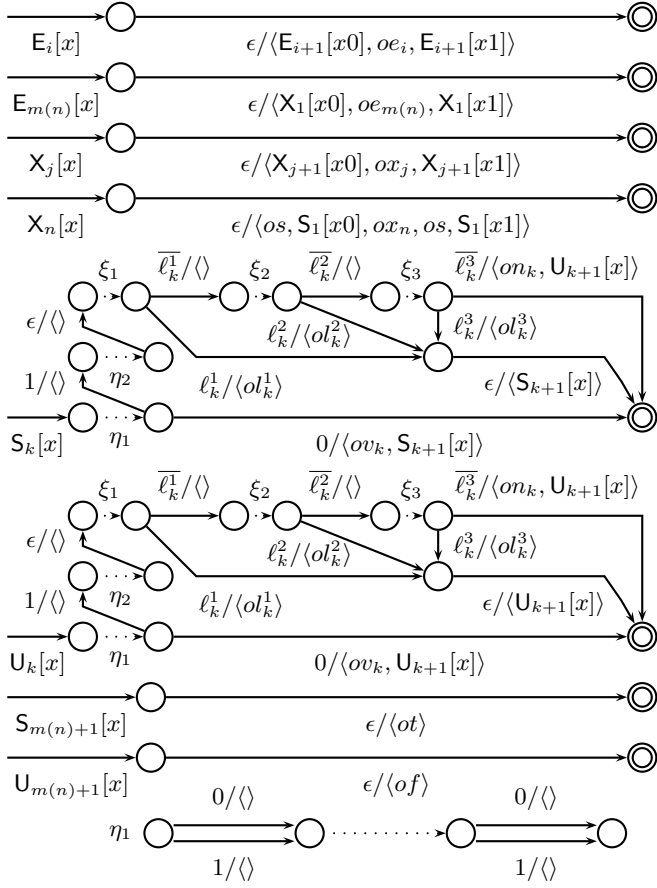 E_i[x] ϵ/⟨E_{i+1}[x0], oe_i, E_{i+1}[x1]⟩
E_{m(n)}[x] ϵ/⟨X_1[x0], oe_{m(n)}, X_1[x1]⟩
X_j[x] ϵ/⟨X_{j+1}[x0], ox_j, X_{j+1}[x1]⟩
X_n[x] ϵ/⟨os, S_1[x0], ox_n, os, S_1[x1]⟩
ξ_1 \overline{ℓ_k^1}/⟨⟩ ξ_2 \overline{ℓ_k^2}/⟨⟩ ξ_3 \overline{ℓ_k^3}/⟨on_k, U_{k+1}[x]⟩
ϵ/⟨⟩ ℓ_k^2/⟨ol_k^2⟩ ℓ_k^3/⟨ol_k^3⟩
1/⟨⟩ η_2 ℓ_k^1/⟨ol_k^1⟩ ϵ/⟨S_{k+1}[x]⟩
S_k[x] η_1 0/⟨ov_k, S_{k+1}[x]⟩
ξ_1 \overline{ℓ_k^1}/⟨⟩ ξ_2 \overline{ℓ_k^2}/⟨⟩ ξ_3 \overline{ℓ_k^3}/⟨on_k, U_{k+1}[x]⟩
ϵ/⟨⟩ ℓ_k^2/⟨ol_k^2⟩ ℓ_k^3/⟨ol_k^3⟩
1/⟨⟩ η_2 ℓ_k^1/⟨ol_k^1⟩ ϵ/⟨U_{k+1}[x]⟩
U_k[x] η_1 0/⟨ov_k, U_{k+1}[x]⟩
S_{m(n)+1}[x] ϵ/⟨ot⟩
U_{m(n)+1}[x] ϵ/⟨of⟩
0/⟨⟩ 0/⟨⟩
η_1
1/⟨⟩ 1/⟨⟩